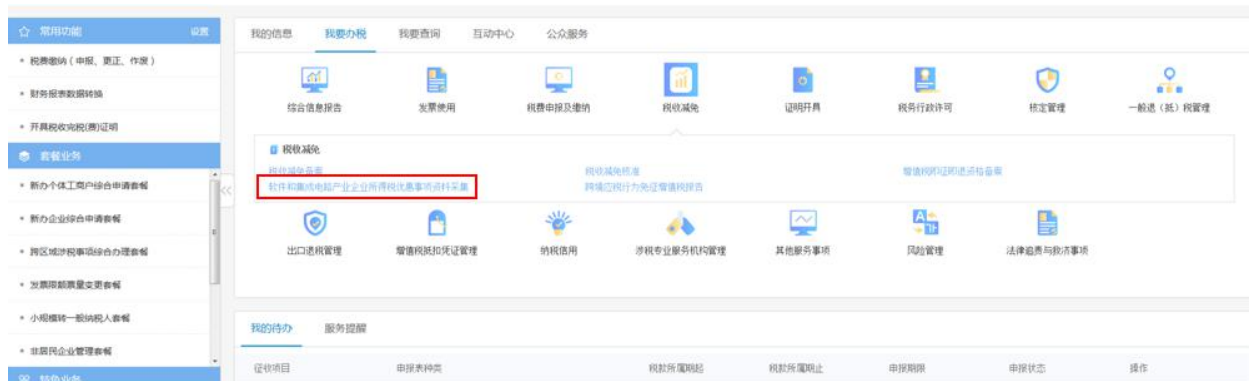 常用功能 设置
税费缴纳（申报、更正、作废）
财务报表数据转换
开具税收完税(费)证明
套餐业务
新办个体工商户综合申请套餐
新办企业综合申请套餐
跨区域涉税事项综合办理套餐
发票限额票量变更套餐
小规模转一般纳税人套餐
非居民企业管理套餐
特色业务
我的信息 我要办税 我要查询 互动中心 公众服务
综合信息报告 发票使用 税费申报及缴纳 税收减免 证明开具 税务行政许可 核定管理 一般退（抵）税管理
税收减免
税收减免备案 税收减免核准 增值税即征即退资格备案
软件和集成电路产业企业所得税优惠事项资料采集 跨境应税行为免征增值税报告
出口退税管理 增值税抵扣凭证管理 纳税信用 涉税专业服务机构管理 其他服务事项 风险管理 法律追责与救济事项
我的待办 服务提醒
征收项目 申报表种类 税款所属期起 税款所属期止 申报期限 申报状态 操作